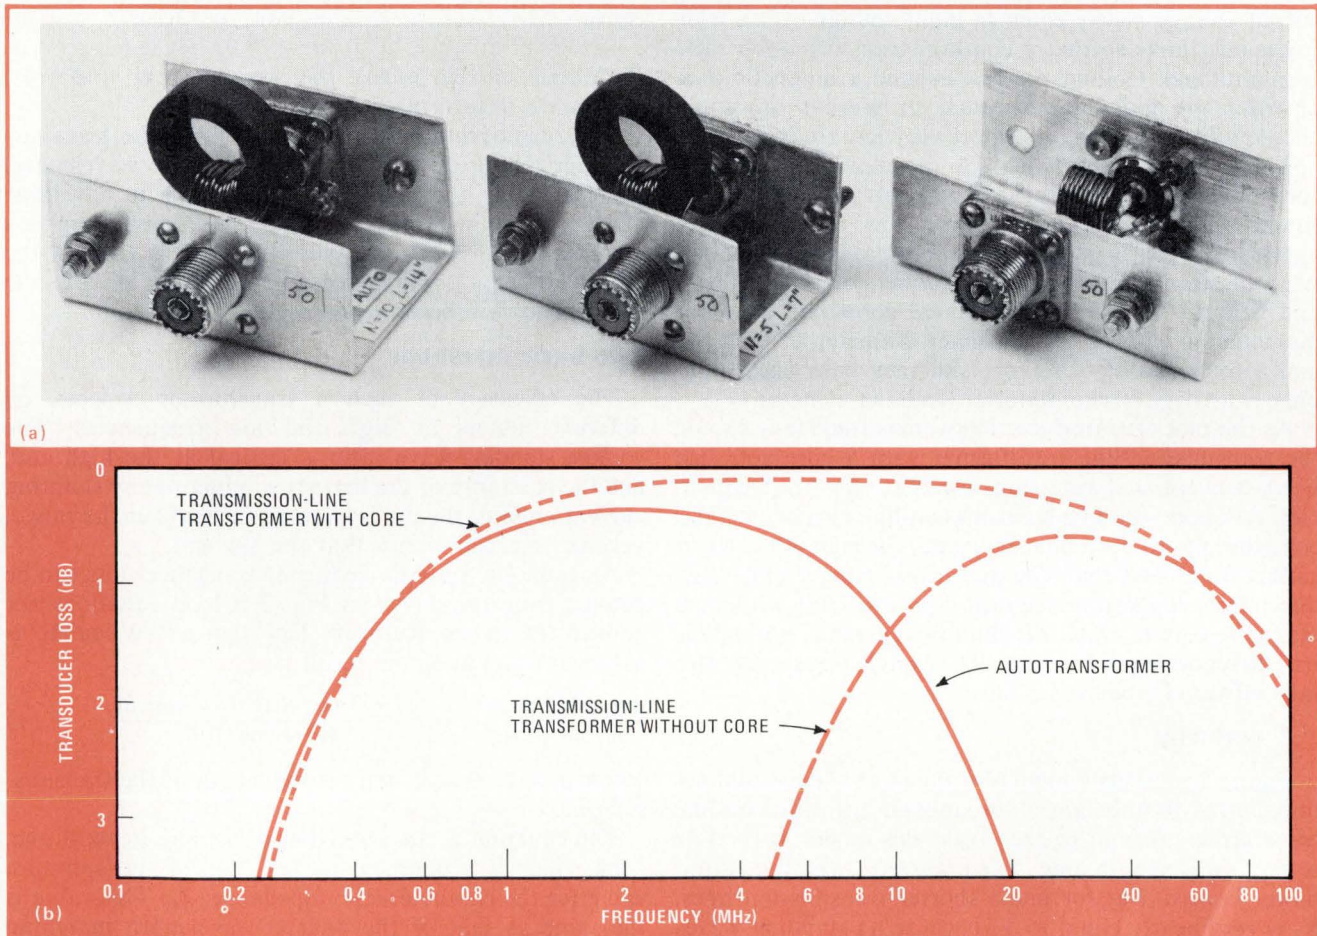 50
AUTO
N=10, L=14"
50
N=5, L=7"
50
(a)
TRANSMISSION-LINE
TRANSFORMER WITH CORE
TRANSMISSION-LINE
TRANSFORMER WITHOUT CORE
AUTOTRANSFORMER
TRANSDUCER LOSS (dB)
0
1
2
3
0.1 0.2 0.4 0.6 0.8 1 2 4 6 8 10 20 40 60 80 100
FREQUENCY (MHz)
(b)